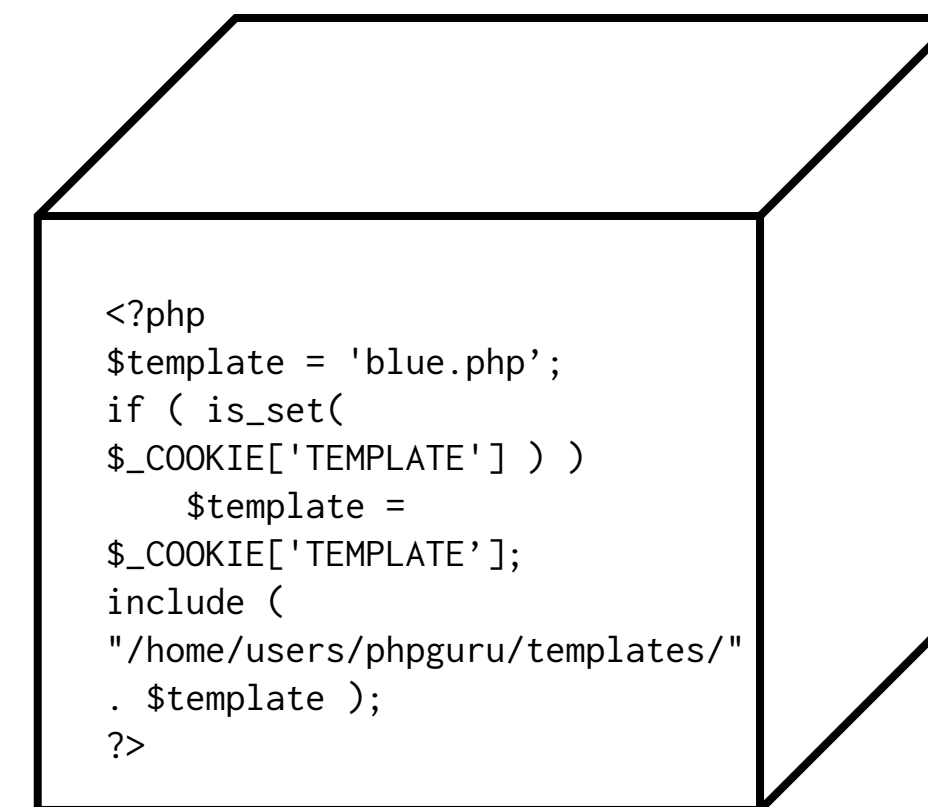 <?php
$template = 'blue.php’;
if ( is_set(
$_COOKIE['TEMPLATE'] ) )
    $template =
$_COOKIE['TEMPLATE’];
include (
"/home/users/phpguru/templates/"
. $template );
?>